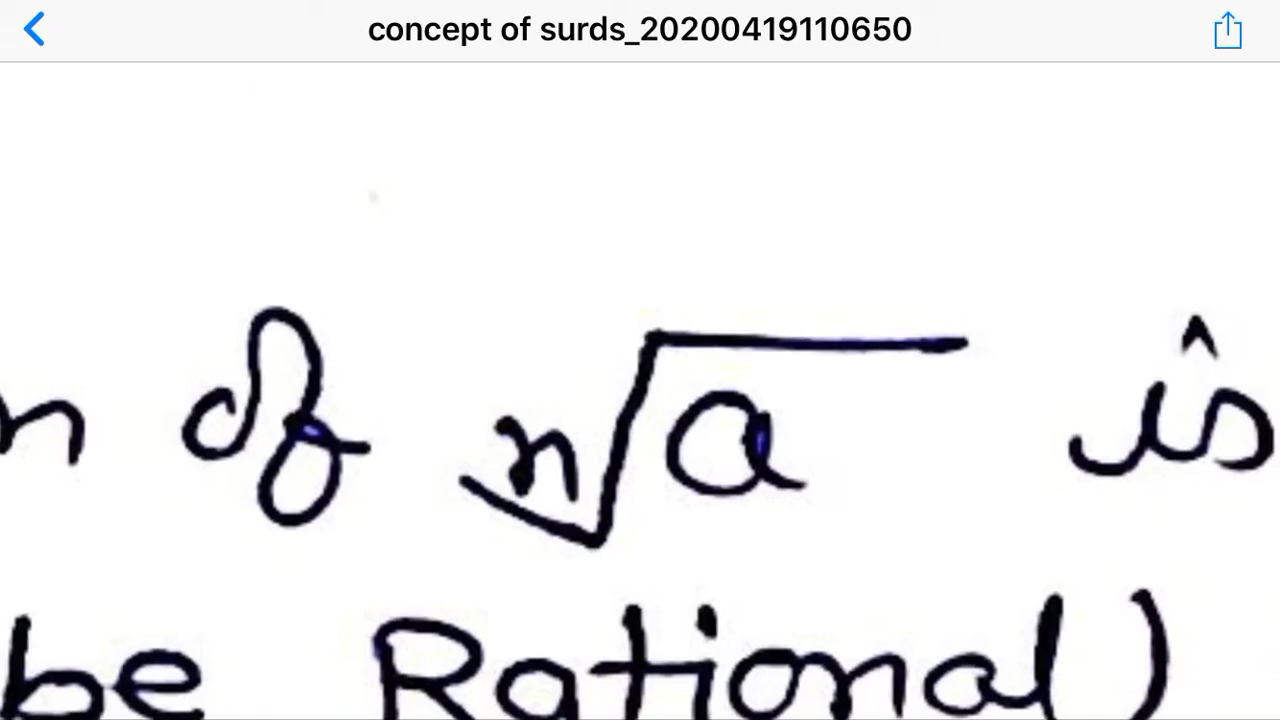 concept of surds_20200419110650
n of ⁿ√a is
be Rational)